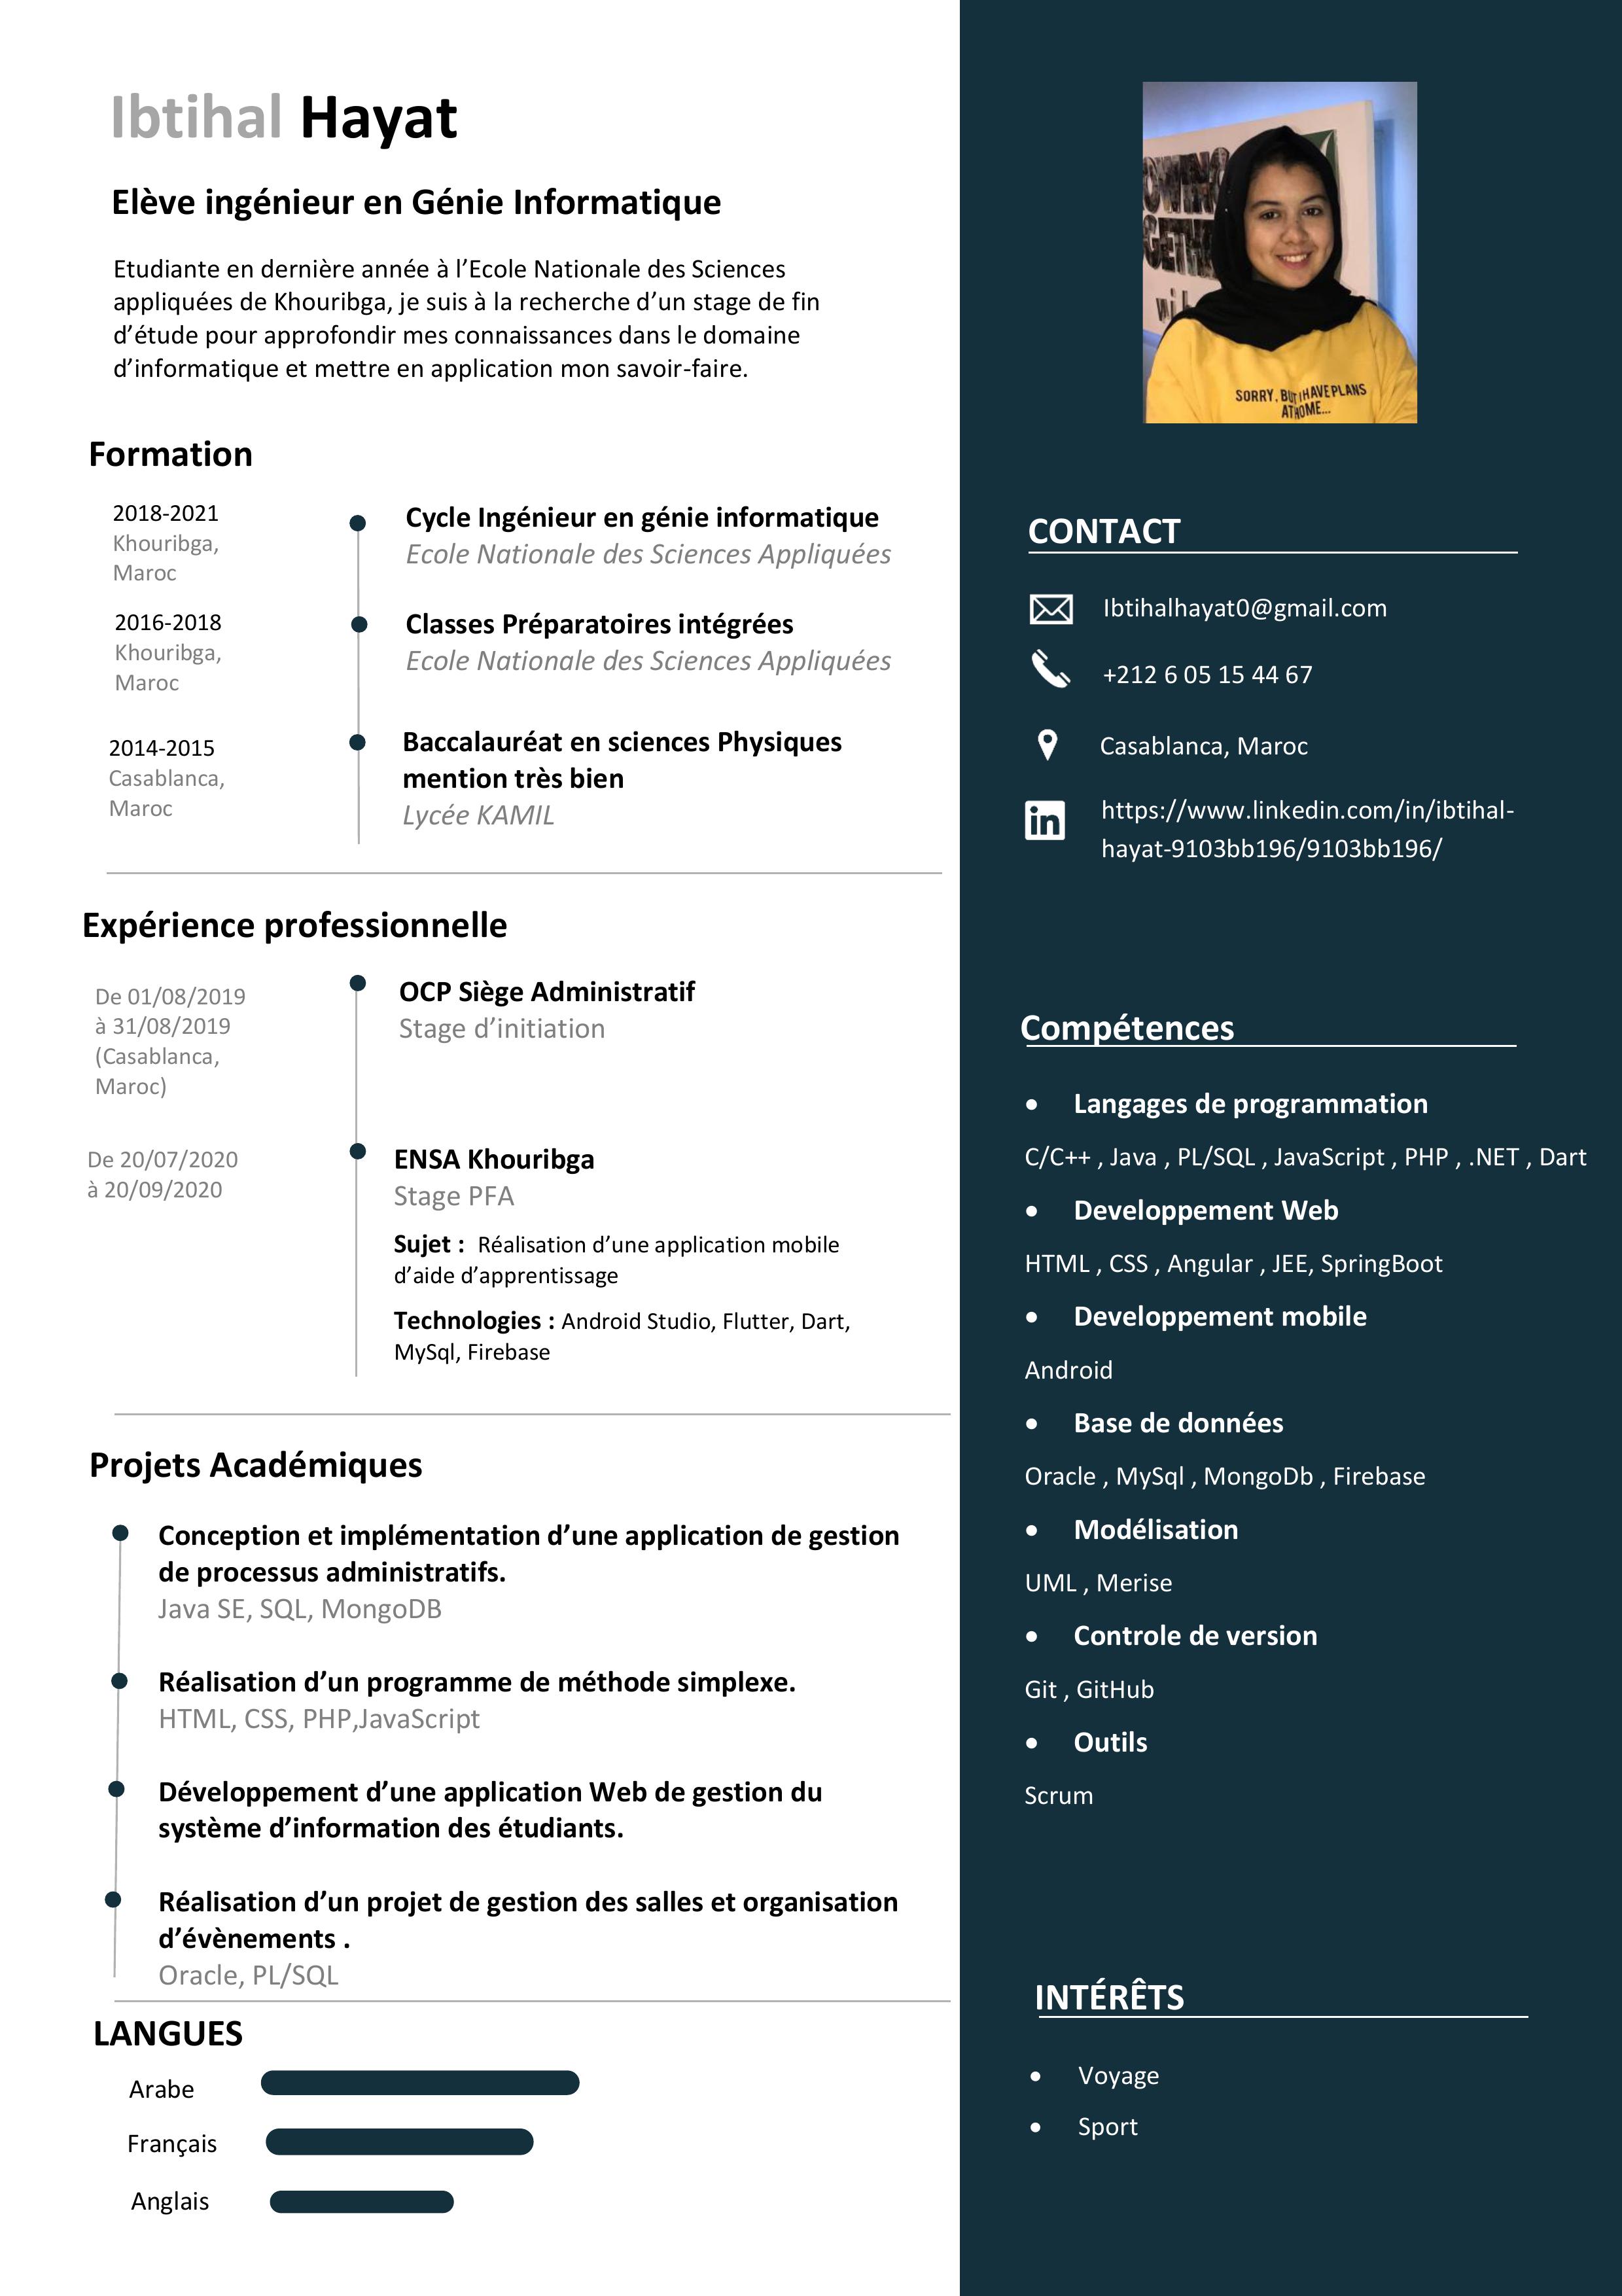 Ibtihal Hayat
Elève ingénieur en Génie Informatique
Etudiante en dernière année à l’Ecole Nationale des Sciences
appliquées de Khouribga, je suis à la recherche d’un stage de fin
d’étude pour approfondir mes connaissances dans le domaine
d’informatique et mettre en application mon savoir-faire.
Formation
2018-2021
Khouribga,
Maroc
Cycle Ingénieur en génie informatique
Ecole Nationale des Sciences Appliquées
2016-2018
Khouribga,
Maroc
Classes Préparatoires intégrées
Ecole Nationale des Sciences Appliquées
2014-2015
Casablanca,
Maroc
Baccalauréat en sciences Physiques
mention très bien
Lycée KAMIL
Expérience professionnelle
De 01/08/2019
à 31/08/2019
(Casablanca,
Maroc)
OCP Siège Administratif
Stage d’initiation
De 20/07/2020
à 20/09/2020
ENSA Khouribga
Stage PFA
Sujet : Réalisation d’une application mobile
d’aide d’apprentissage
Technologies : Android Studio, Flutter, Dart,
MySql, Firebase
Projets Académiques
Conception et implémentation d’une application de gestion
de processus administratifs.
Java SE, SQL, MongoDB
Réalisation d’un programme de méthode simplexe.
HTML, CSS, PHP,JavaScript
Développement d’une application Web de gestion du
système d’information des étudiants.
Réalisation d’un projet de gestion des salles et organisation
d’évènements .
Oracle, PL/SQL
LANGUES
Arabe
Français
Anglais
SORRY, BUT I HAVE PLANS
AT HOME...
CONTACT
Ibtihalhayat0@gmail.com
+212 6 05 15 44 67
Casablanca, Maroc
in
https://www.linkedin.com/in/ibtihal-
hayat-9103bb196/9103bb196/
Compétences
• Langages de programmation
C/C++ , Java , PL/SQL , JavaScript , PHP , .NET , Dart
• Developpement Web
HTML , CSS , Angular , JEE, SpringBoot
• Developpement mobile
Android
• Base de données
Oracle , MySql , MongoDb , Firebase
• Modélisation
UML , Merise
• Controle de version
Git , GitHub
• Outils
Scrum
INTÉRÊTS
• Voyage
• Sport